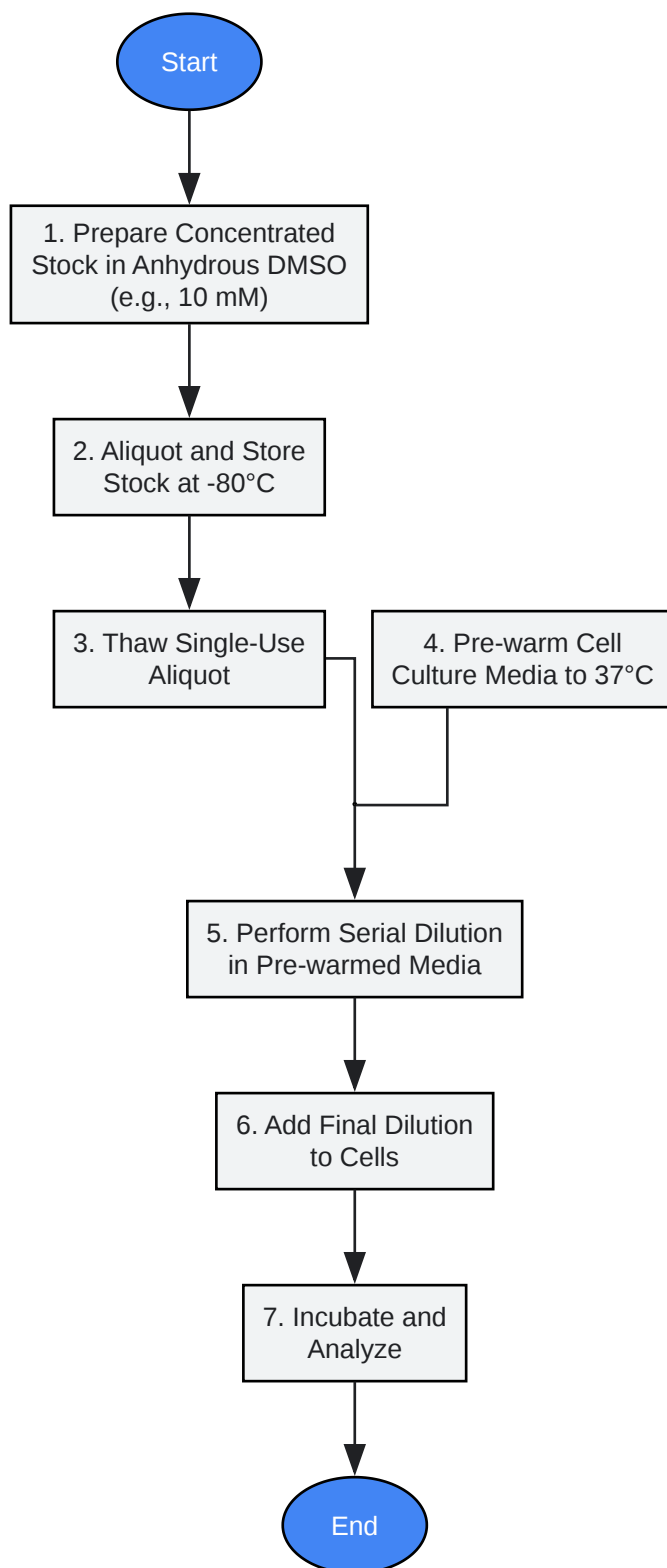 Start
1. Prepare Concentrated
Stock in Anhydrous DMSO
(e.g., 10 mM)
2. Aliquot and Store
Stock at -80°C
3. Thaw Single-Use
Aliquot
4. Pre-warm Cell
Culture Media to 37°C
5. Perform Serial Dilution
in Pre-warmed Media
6. Add Final Dilution
to Cells
7. Incubate and
Analyze
End